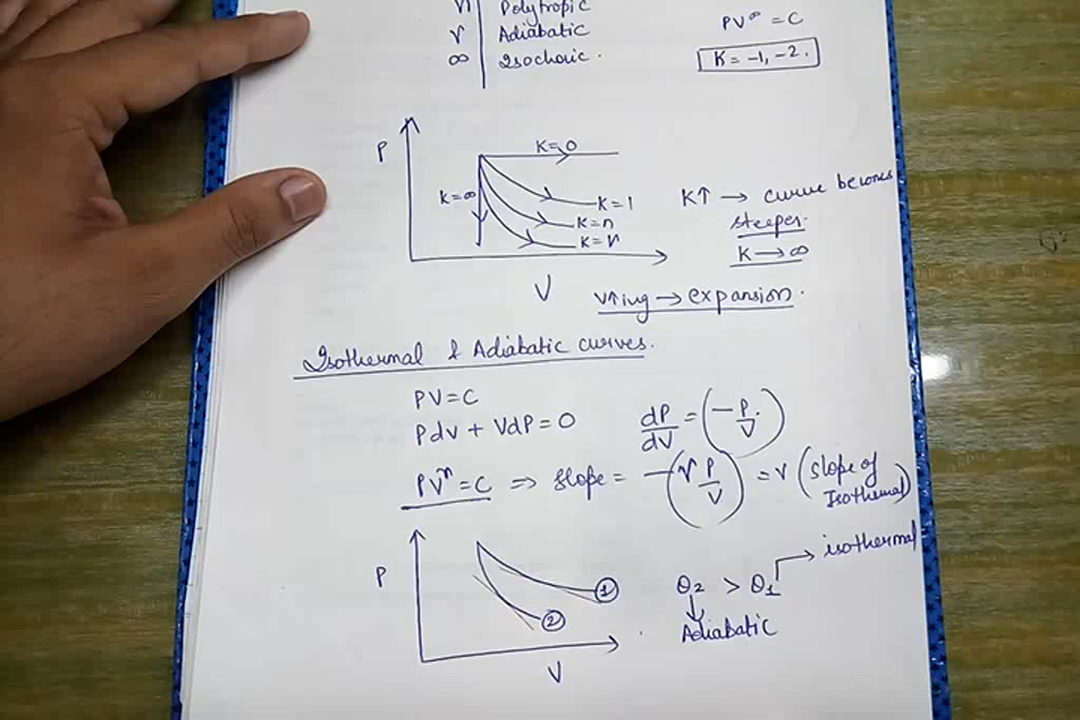 n Polytropic
γ Adiabatic
∞ Isochoric.
PV^∞ = C
K = -1, -2.
P
K=0
K=∞
K=1
K=n
K=γ
V
K↑ → curve becomes
steeper.
K → ∞
V↑ing → expansion.
Isothermal & Adiabatic curves.
PV = C
Pdv + VdP = 0
dP/dV = (-P/V)
PV^γ = C ⇒ slope = -(γ P/V) = γ (slope of
Isothermal)
P
1
2
V
θ2 > θ1 → isothermal
Adiabatic